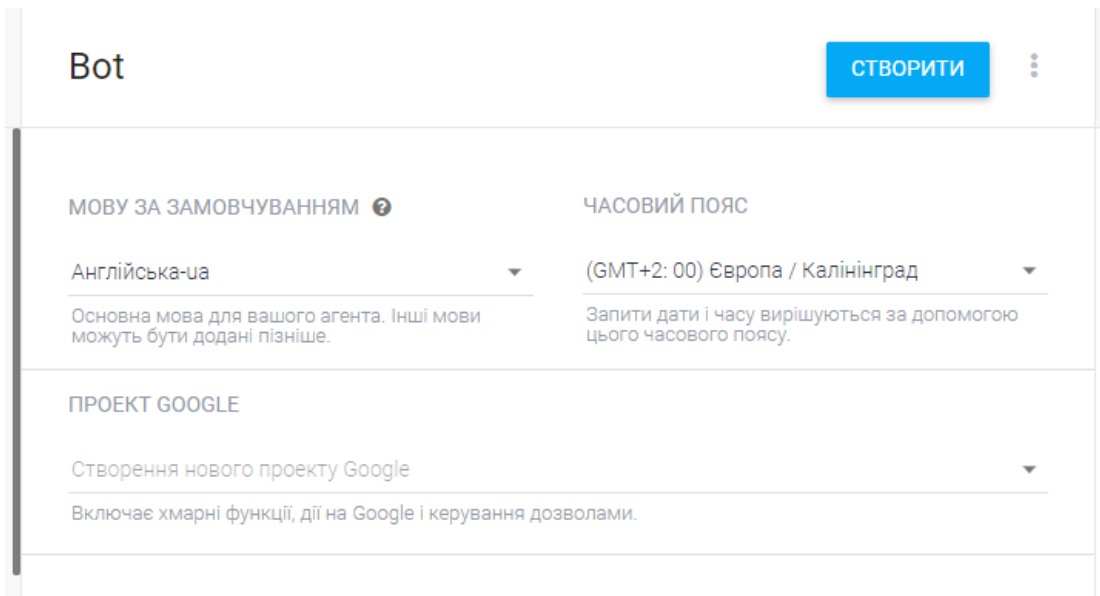 Bot
СТВОРИТИ
МОВУ ЗА ЗАМОВЧУВАННЯМ
ЧАСОВИЙ ПОЯС
Англійська-ua
(GMT+2: 00) Європа / Калінінград
Основна мова для вашого агента. Інші мови
можуть бути додані пізніше.
Запити дати і часу вирішуються за допомогою
цього часового поясу.
ПРОЕКТ GOOGLE
Створення нового проекту Google
Включає хмарні функції, дії на Google і керування дозволами.